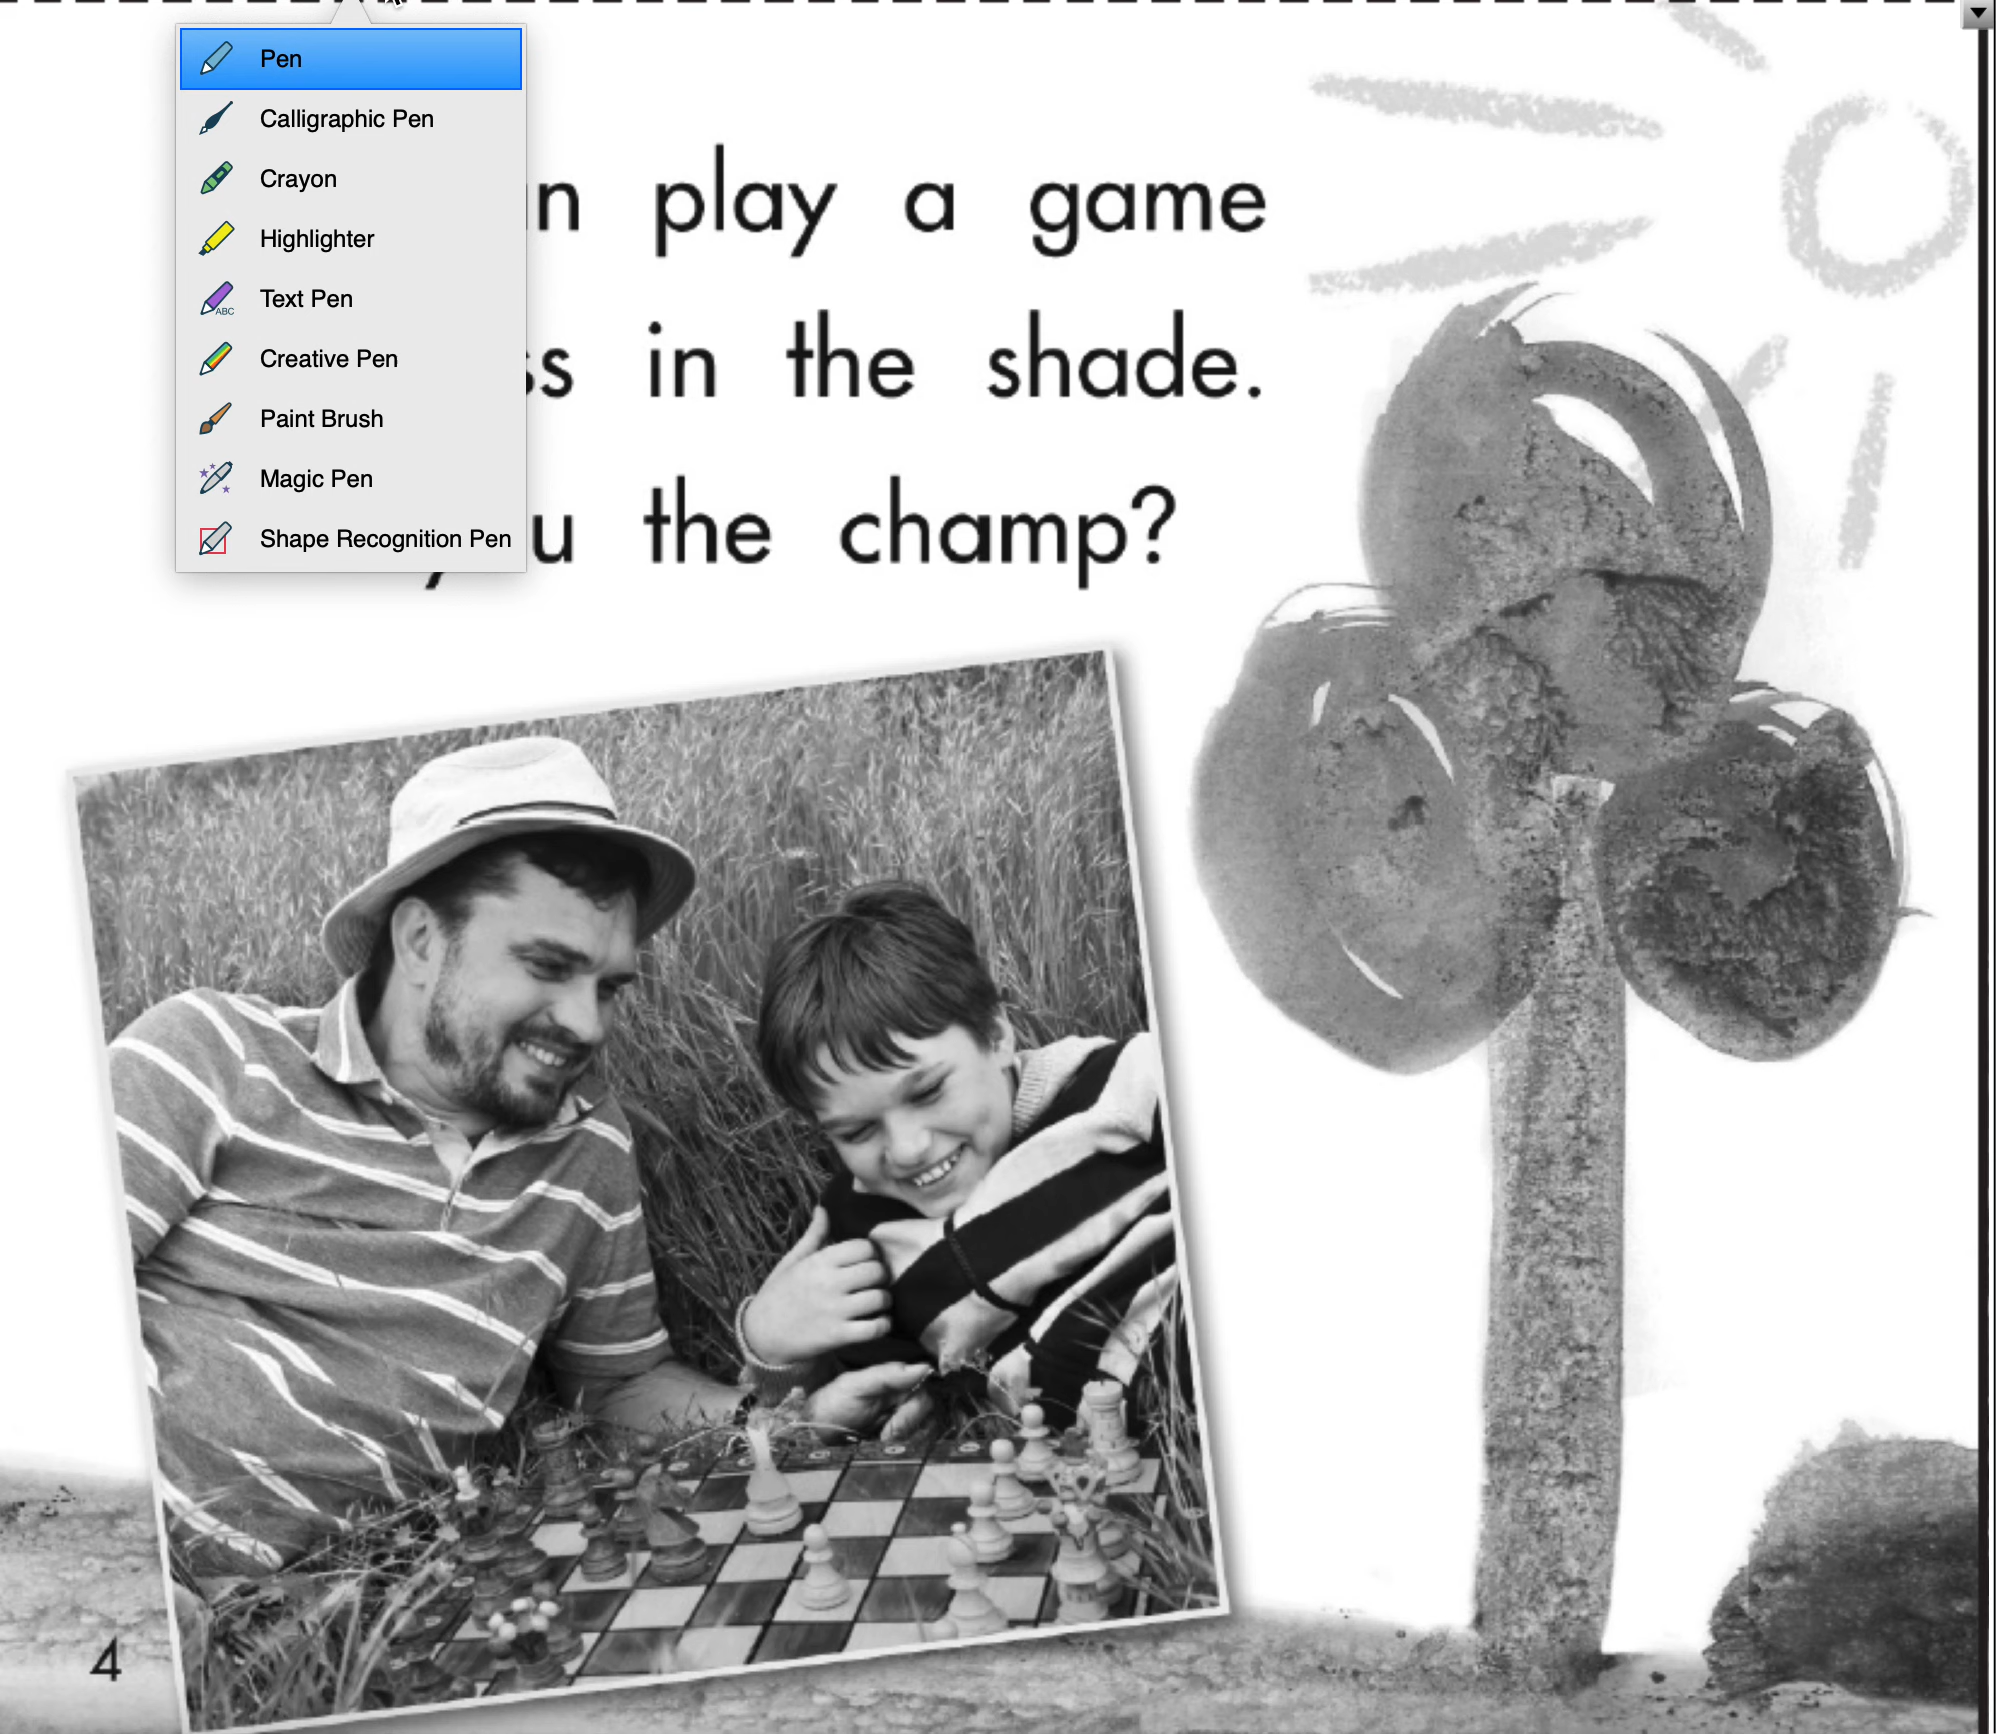 Pen
Calligraphic Pen
Crayon
Highlighter
Text Pen
ABC
Creative Pen
Paint Brush
Magic Pen
Shape Recognition Pen
play a game
in the shade.
the champ?
4